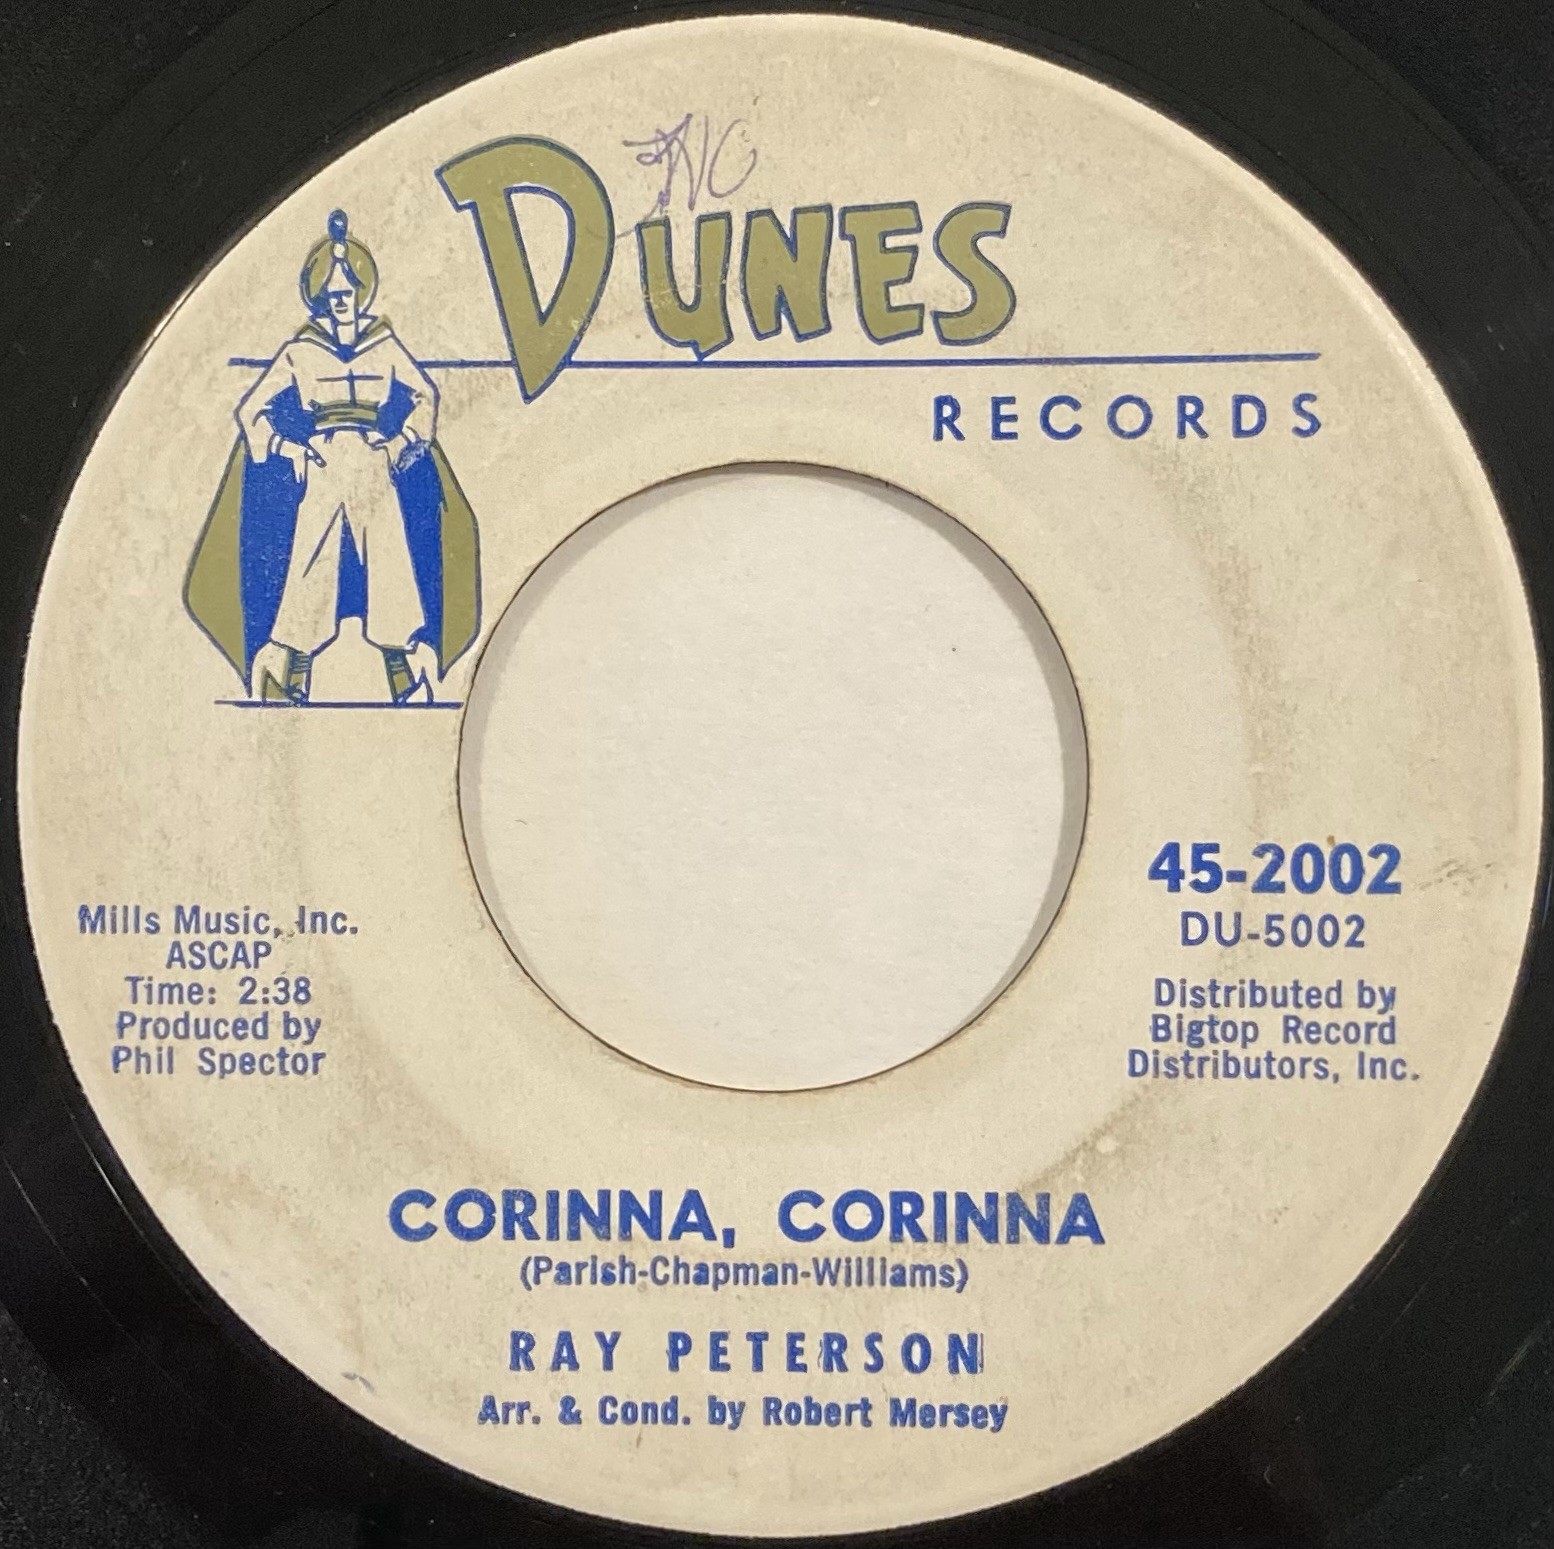 DUNES
RECORDS
45-2002
DU-5002
Distributed by
Bigtop Record
Distributors, Inc.
Mills Music, Inc.
ASCAP
Time: 2:38
Produced by
Phil Spector
CORINNA, CORINNA
(Parish-Chapman-Williams)
RAY PETERSON
Arr. & Cond. by Robert Mersey